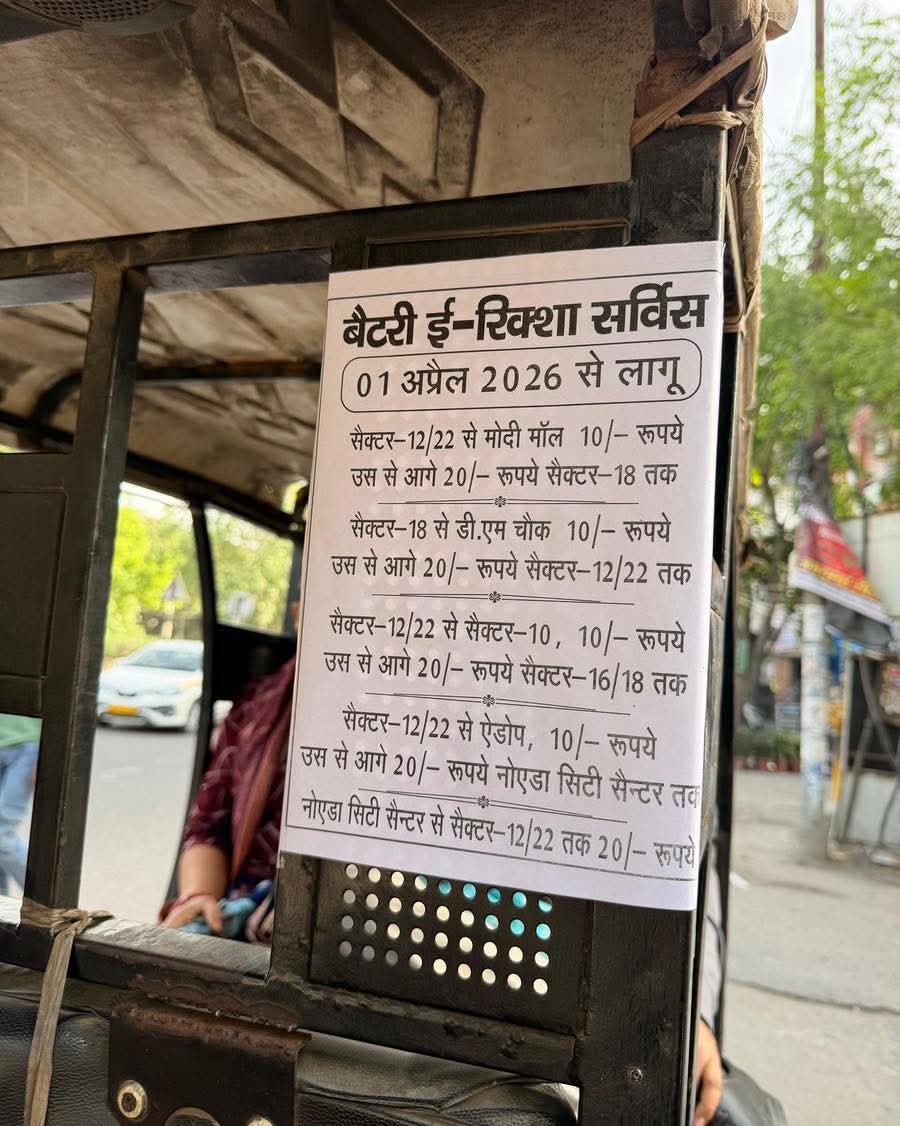 बैटरी ई-रिक्शा सर्विस
01 अप्रैल 2026 से लागू
सैक्टर-12/22 से मोदी मॉल 10/- रूपये
उस से आगे 20/- रूपये सैक्टर-18 तक
सैक्टर-18 से डी.एम चौक 10/- रूपये
उस से आगे 20/- रूपये सैक्टर-12/22 तक
सैक्टर-12/22 से सैक्टर-10, 10/- रूपये
उस से आगे 20/- रूपये सैक्टर-16/18 तक
सैक्टर-12/22 से ऐडोप, 10/- रूपये
उस से आगे 20/- रूपये नोएडा सिटी सैन्टर तक
नोएडा सिटी सैन्टर से सैक्टर-12/22 तक 20/- रूपये